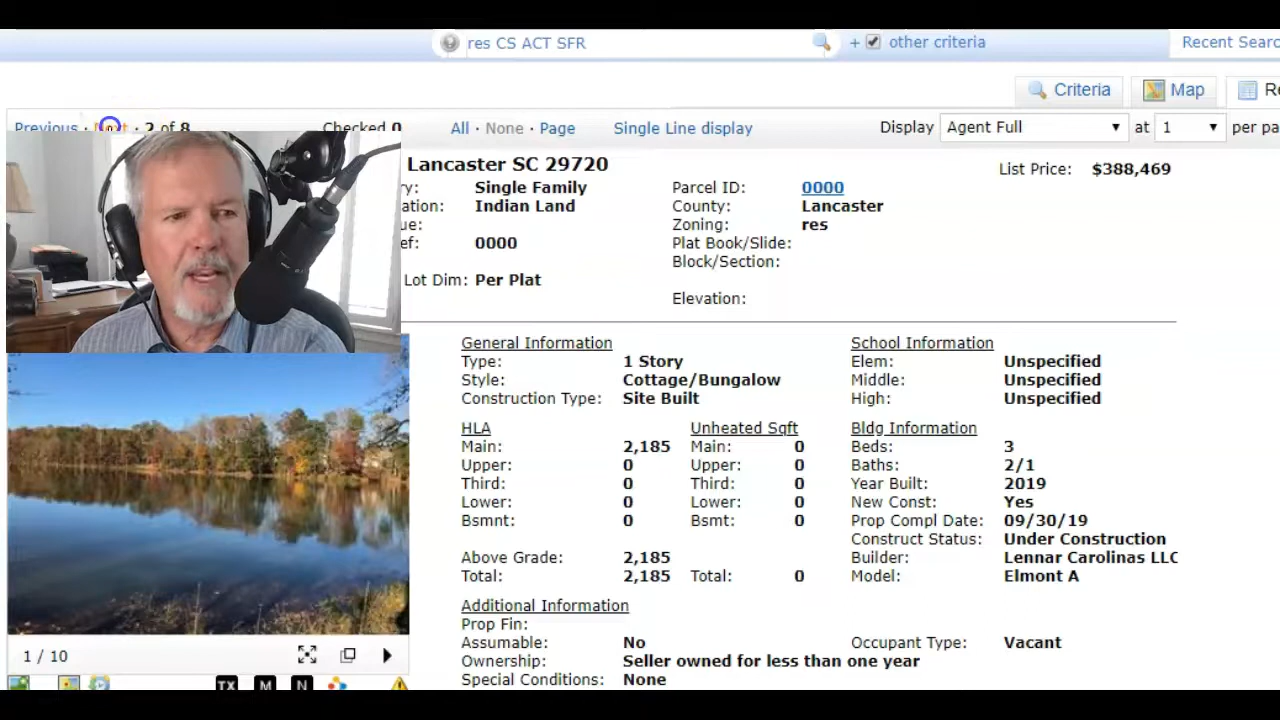 res CS ACT SFR
+ other criteria
Recent Searc
Criteria
Map
Re
Previous · Next · 2 of 8
Checked 0
All · None · Page
Single Line display
Display Agent Full at 1 per pa
Lancaster SC 29720
List Price: $388,469
ry: Single Family
Parcel ID: 0000
ation: Indian Land
County: Lancaster
ue:
Zoning: res
ef: 0000
Plat Book/Slide:
Block/Section:
Lot Dim: Per Plat
Elevation:
General Information
School Information
Type: 1 Story
Elem: Unspecified
Style: Cottage/Bungalow
Middle: Unspecified
Construction Type: Site Built
High: Unspecified
HLA
Unheated Sqft
Bldg Information
Main: 2,185
Main: 0
Beds: 3
Upper: 0
Upper: 0
Baths: 2/1
Third: 0
Third: 0
Year Built: 2019
Lower: 0
Lower: 0
New Const: Yes
Bsmnt: 0
Bsmt: 0
Prop Compl Date: 09/30/19
Construct Status: Under Construction
Above Grade: 2,185
Builder: Lennar Carolinas LLC
Total: 2,185
Total: 0
Model: Elmont A
Additional Information
Prop Fin:
Assumable: No
Occupant Type: Vacant
Ownership: Seller owned for less than one year
Special Conditions: None
1 / 10
TX M N